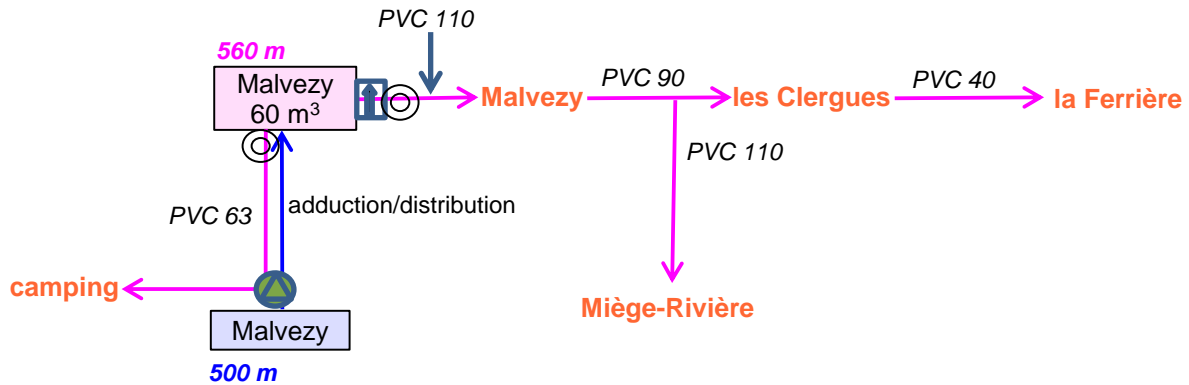 PVC 110
560 m
Malvezy
60 m³
Malvezy
PVC 90
les Clergues
PVC 40
la Ferrière
PVC 110
PVC 63
adduction/distribution
camping
Miège-Rivière
Malvezy
500 m